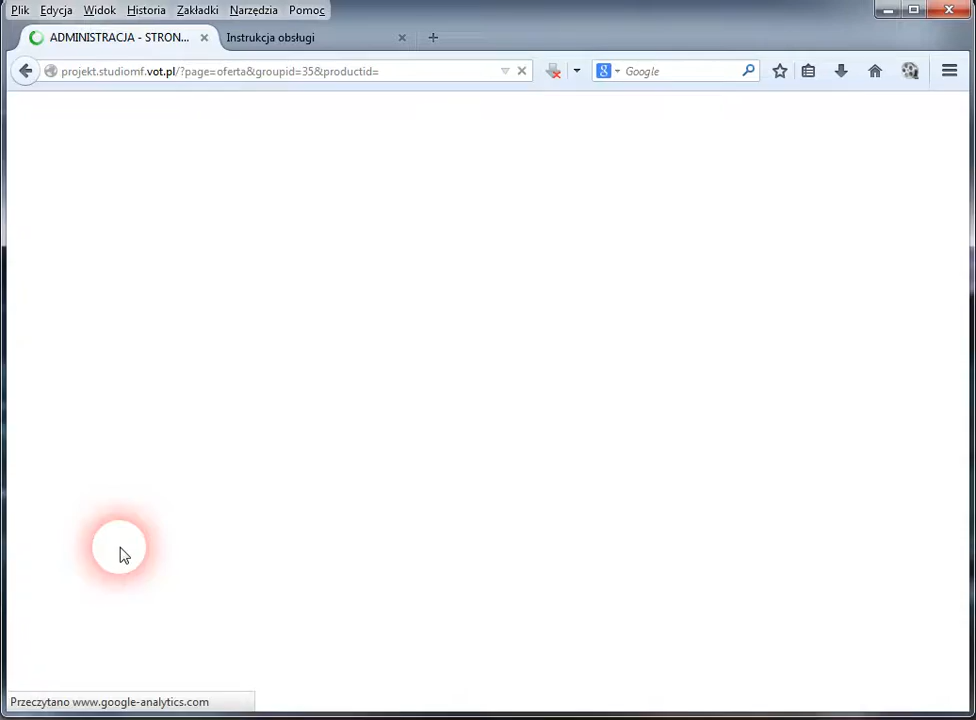 Plik Edycja Widok Historia Zakładki Narzędzia Pomoc
ADMINISTRACJA - STRON... Instrukcja obsługi
projekt.studiomf.vot.pl/?page=oferta&groupid=35&productid= Google
Przeczytano www.google-analytics.com